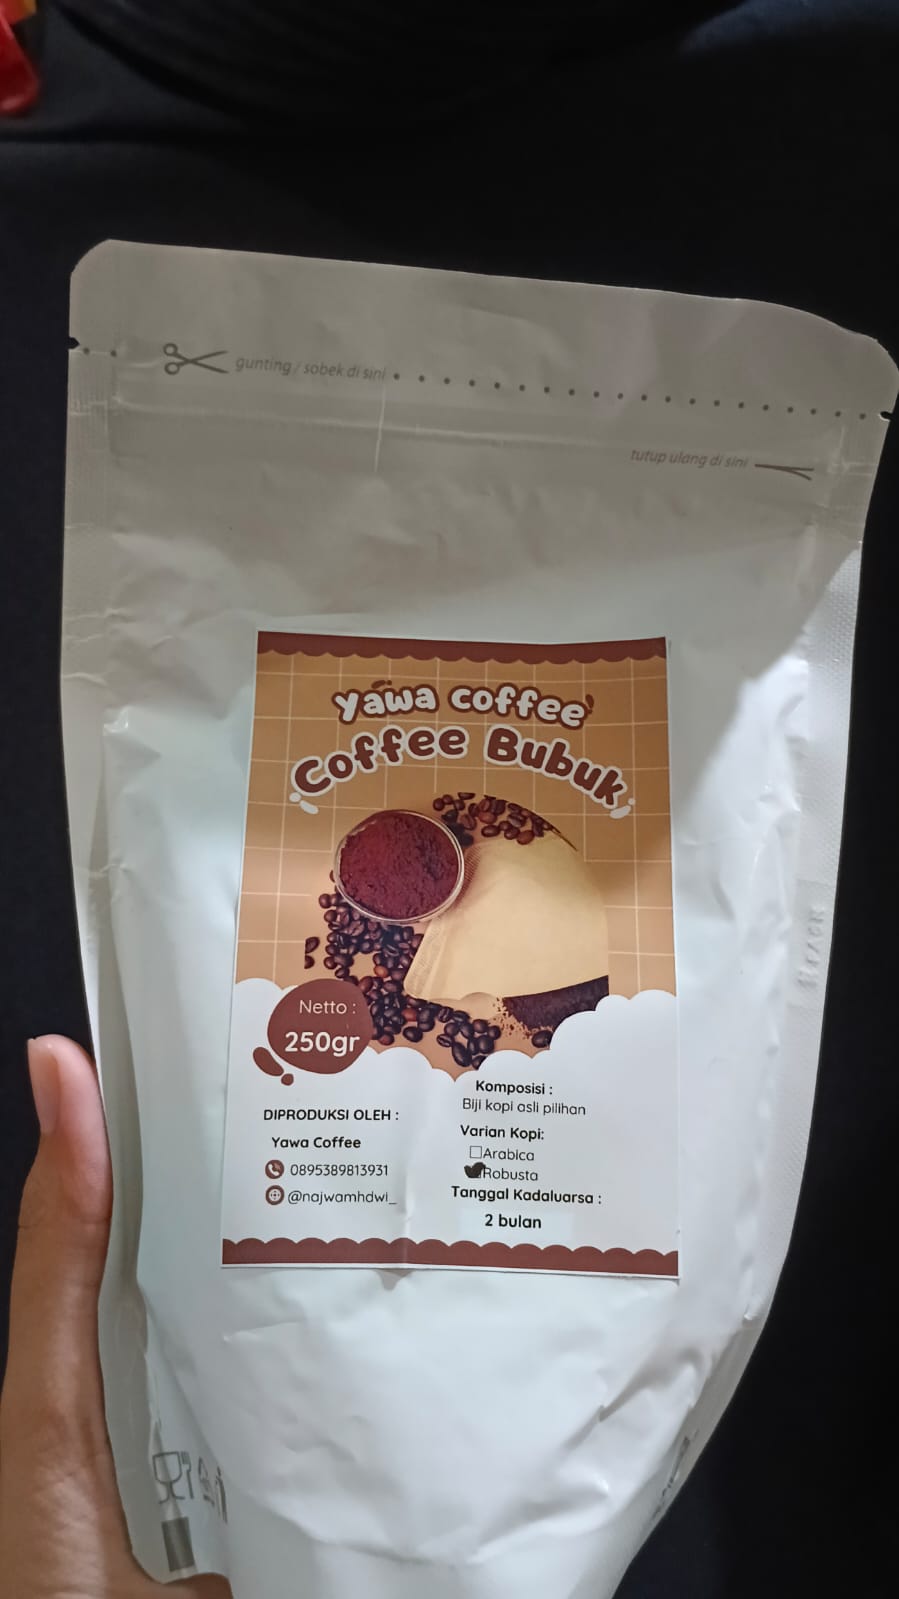 gunting / sobek di sini
tutup ulang di sini
yawa coffee
Coffee Bubuk
Netto :
250gr
DIPRODUKSI OLEH :
Yawa Coffee
0895389813931
@najwamhdwi_
Komposisi :
Biji kopi asli pilihan
Varian Kopi:
Arabica
Robusta
Tanggal Kadaluarsa :
2 bulan